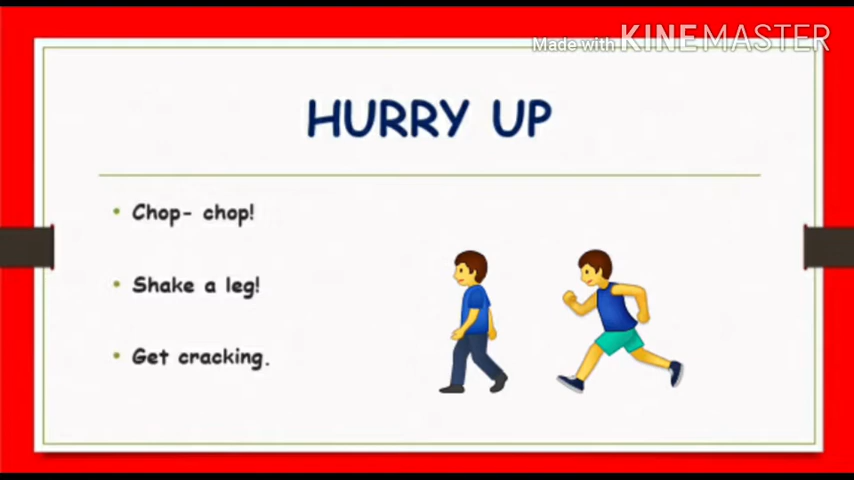 Made with KINEMASTER
HURRY UP
• Chop- chop!
• Shake a leg!
• Get cracking.